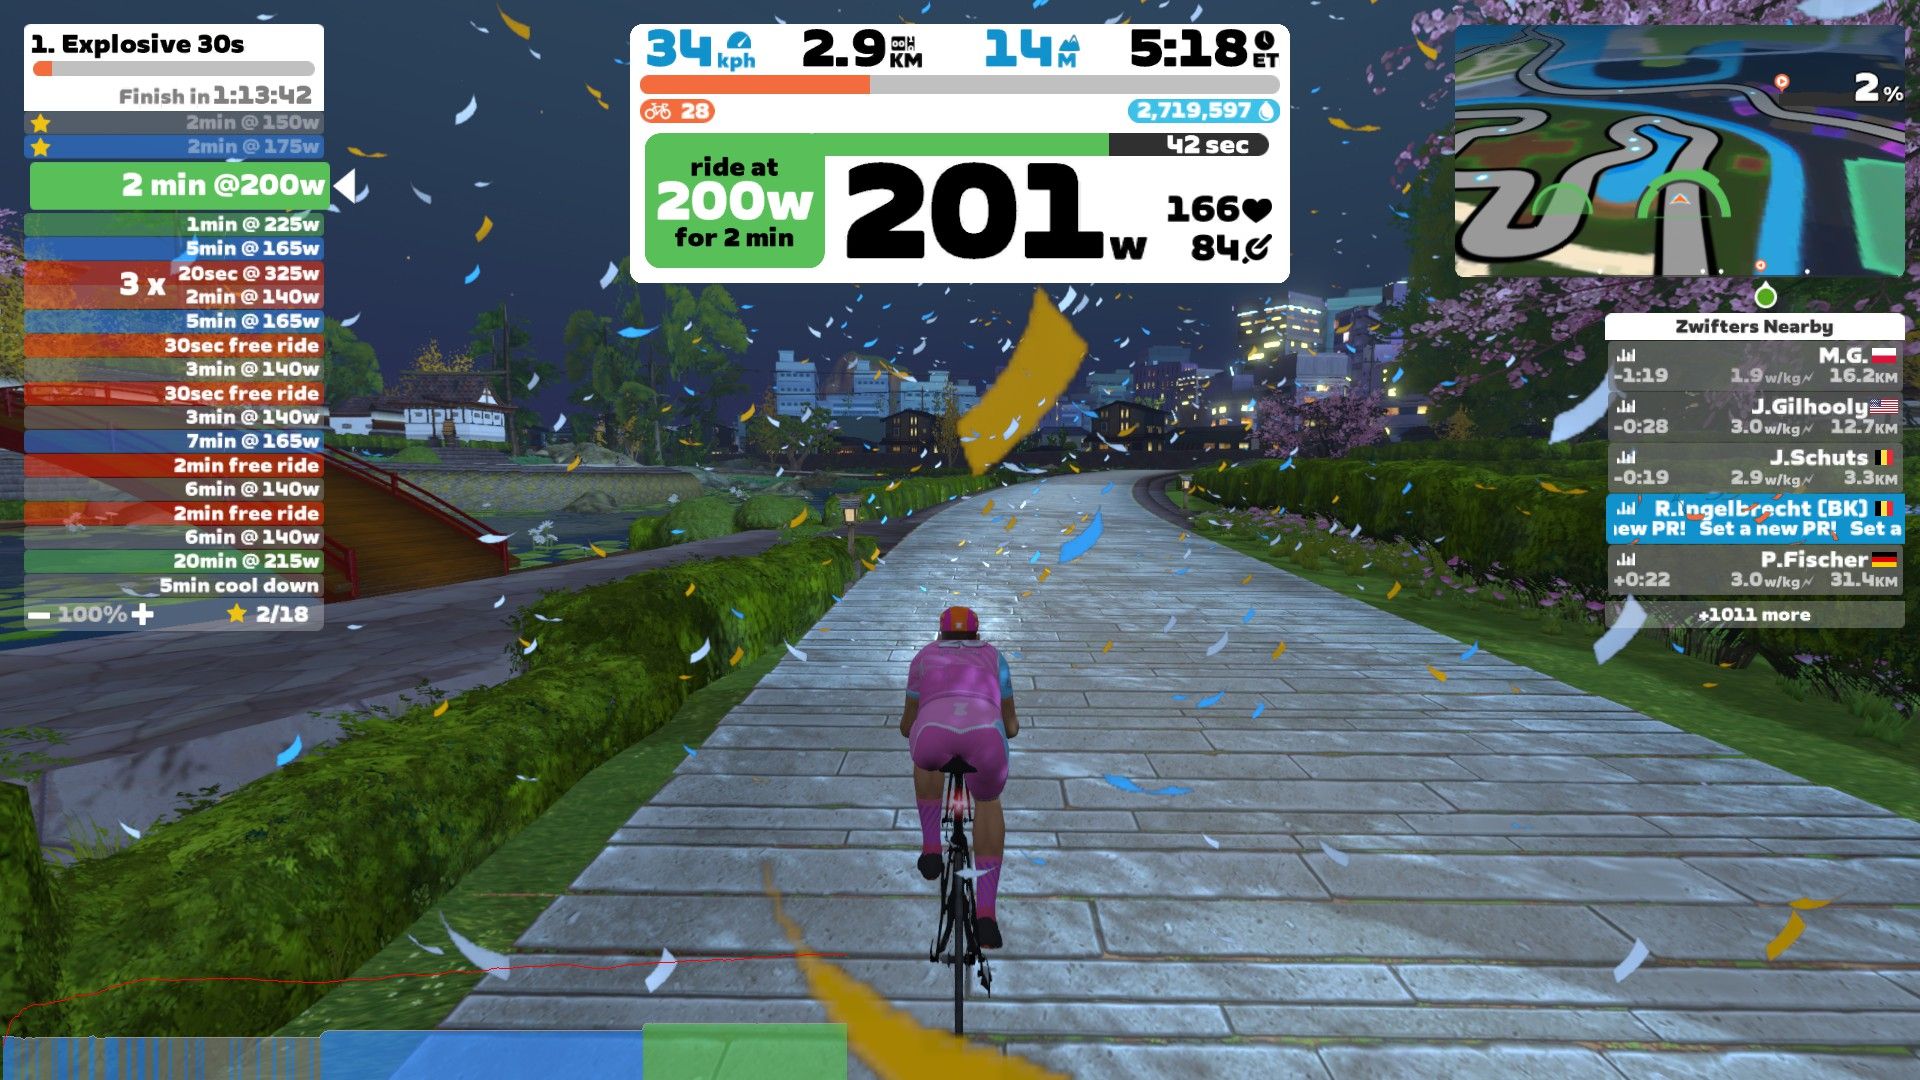 1. Explosive 30s
Finish in 1:13:42
2min @ 150w
2min @ 175w
2 min @200w
1min @ 225w
5min @ 165w
3 x
20sec @ 325w
2min @ 140w
5min @ 165w
30sec free ride
3min @ 140w
30sec free ride
3min @ 140w
7min @ 165w
2min free ride
6min @ 140w
2min free ride
6min @ 140w
20min @ 215w
5min cool down
100% 2/18
34 kph 2.9 KM 14 M 5:18 ET
28 2,719,597
42 sec
ride at
200w
for 2 min
201 w
166
84
2 %
Zwifters Nearby
M.G.
-1:19 1.9 w/kg 16.2 KM
J.Gilhooly
-0:28 3.0 w/kg 12.7 KM
J.Schuts
-0:19 2.9 w/kg 3.3 KM
R.Ingelbrecht (BK)
new PR! Set a new PR! Set a
P.Fischer
+0:22 3.0 w/kg 31.4 KM
+1011 more